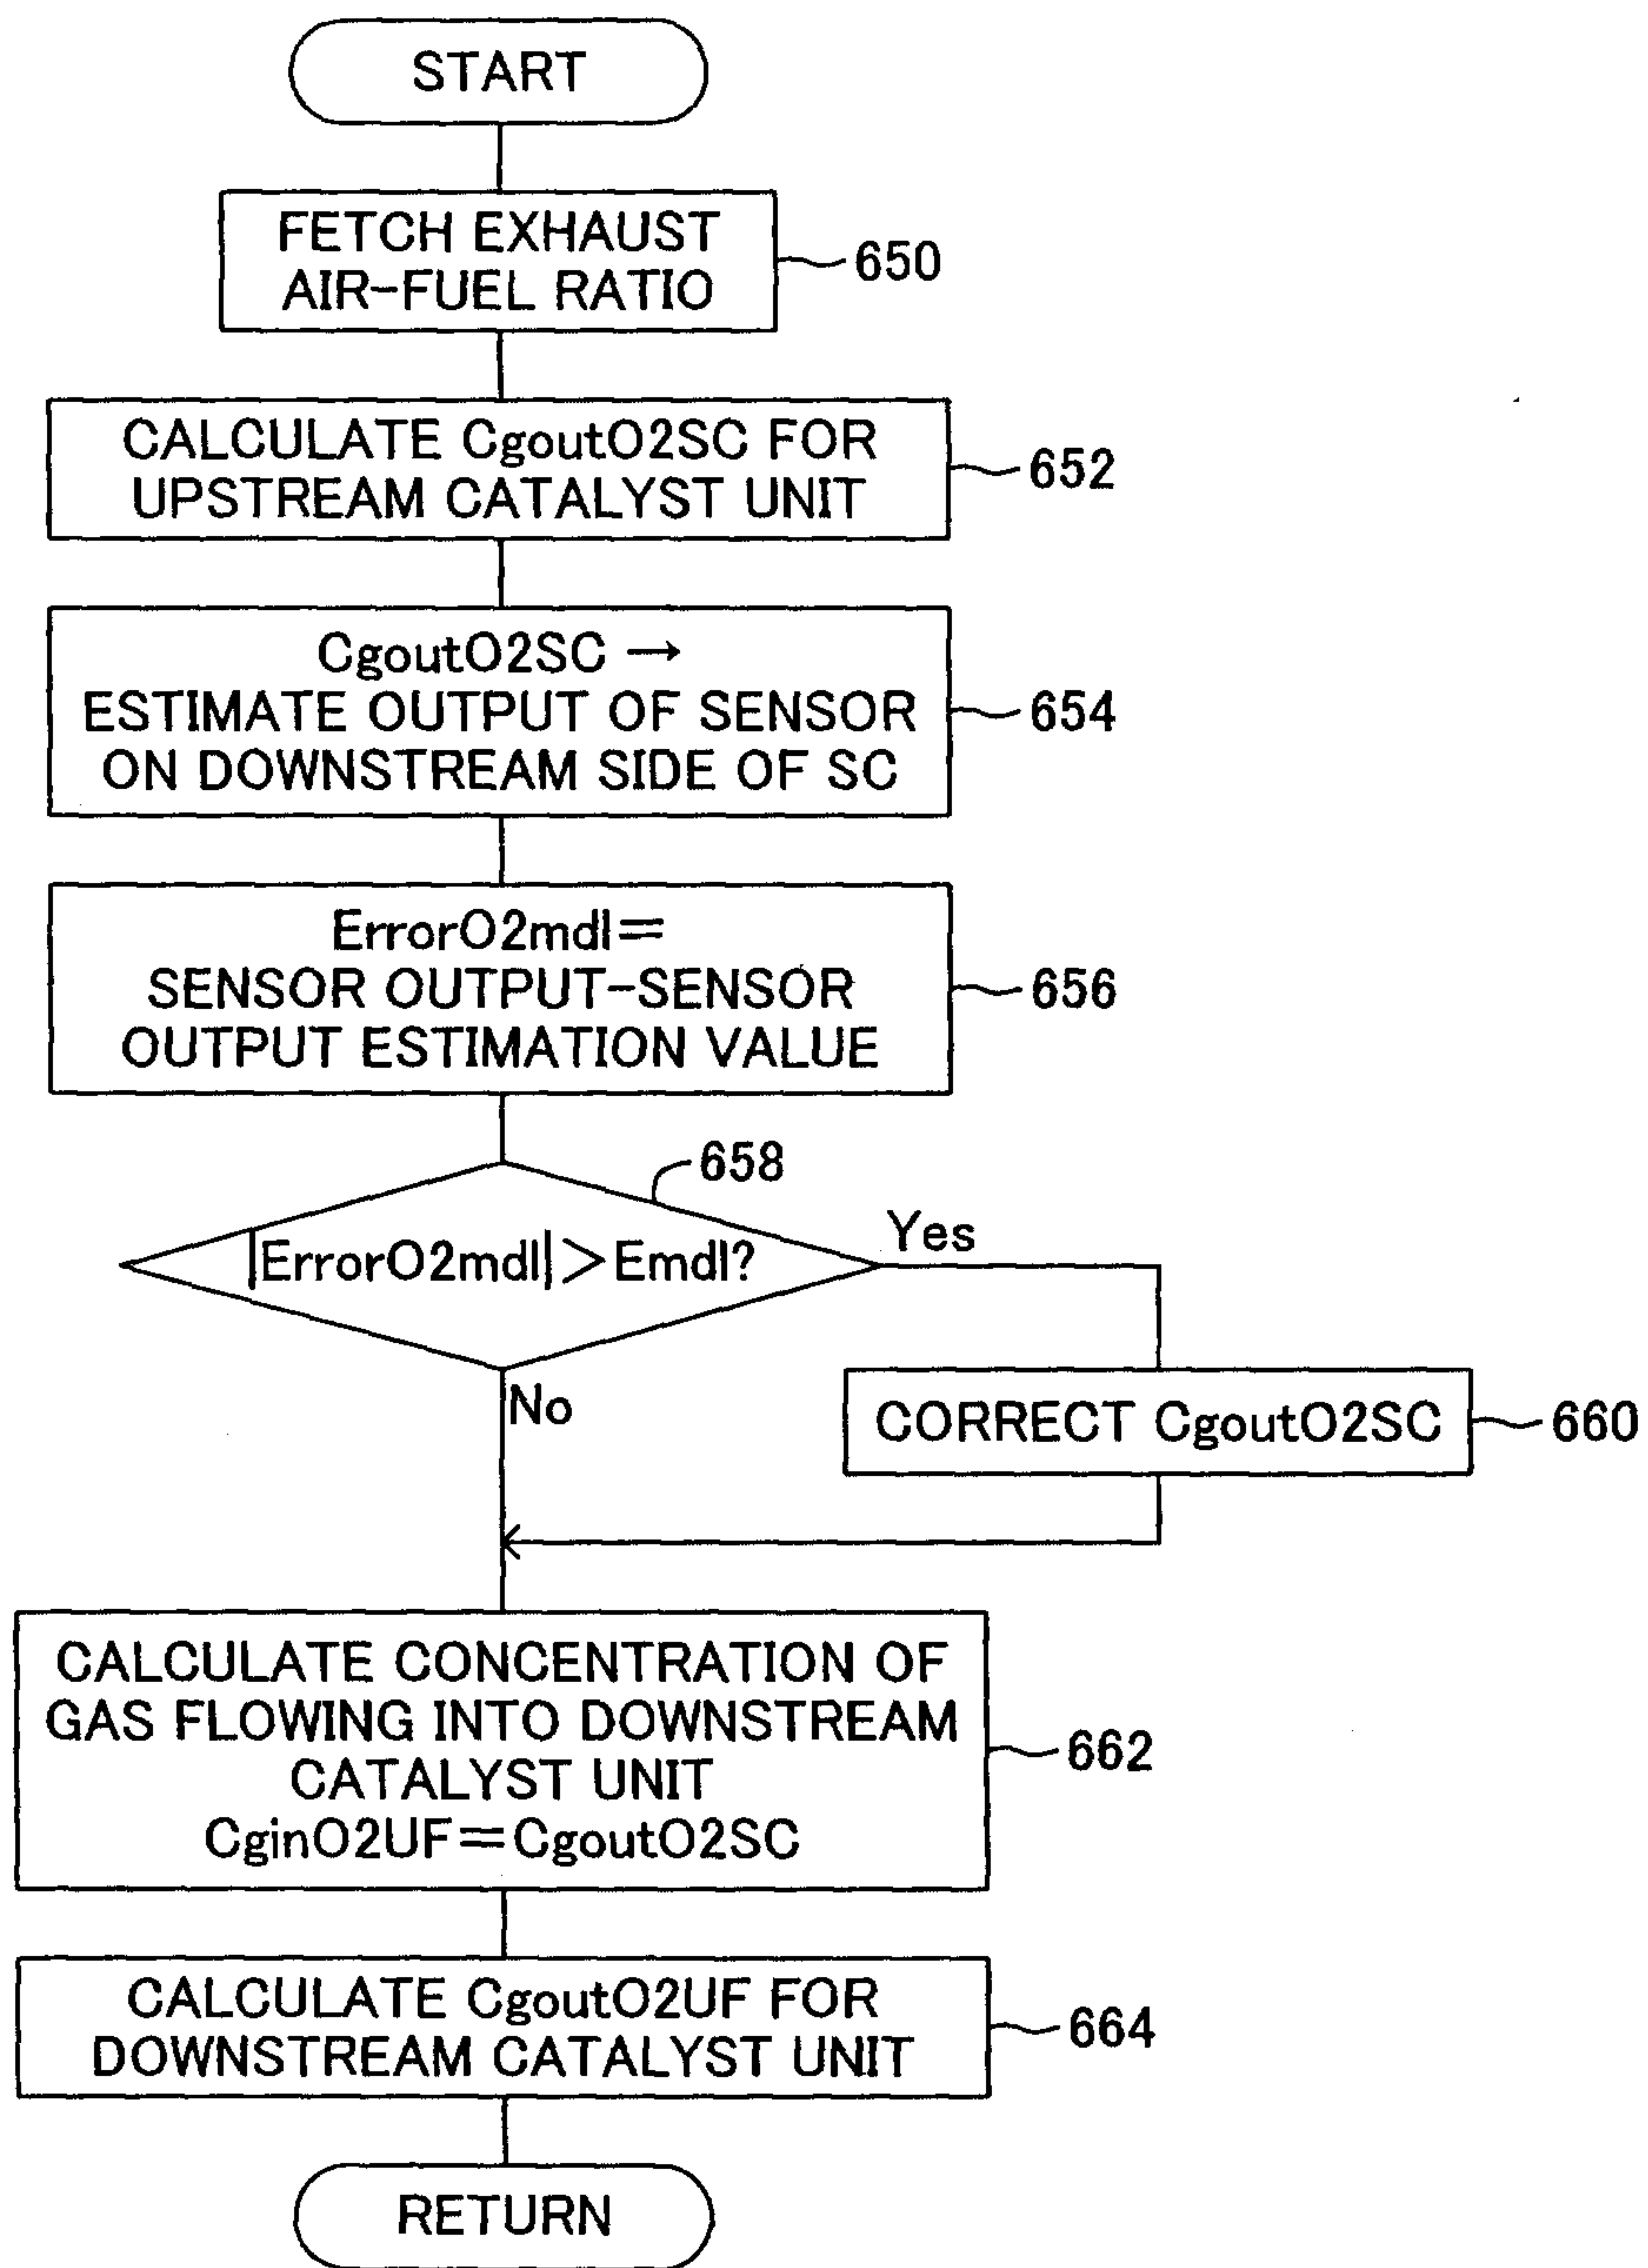 START
FETCH EXHAUST
AIR-FUEL RATIO
650
CALCULATE CgoutO2SC FOR
UPSTREAM CATALYST UNIT
652
CgoutO2SC →
ESTIMATE OUTPUT OF SENSOR
ON DOWNSTREAM SIDE OF SC
654
ErrorO2mdl=
SENSOR OUTPUT-SENSOR
OUTPUT ESTIMATION VALUE
656
658
|ErrorO2mdl|>Emdl?
Yes
No
CORRECT CgoutO2SC
660
CALCULATE CONCENTRATION OF
GAS FLOWING INTO DOWNSTREAM
CATALYST UNIT
CginO2UF=CgoutO2SC
662
CALCULATE CgoutO2UF FOR
DOWNSTREAM CATALYST UNIT
664
RETURN